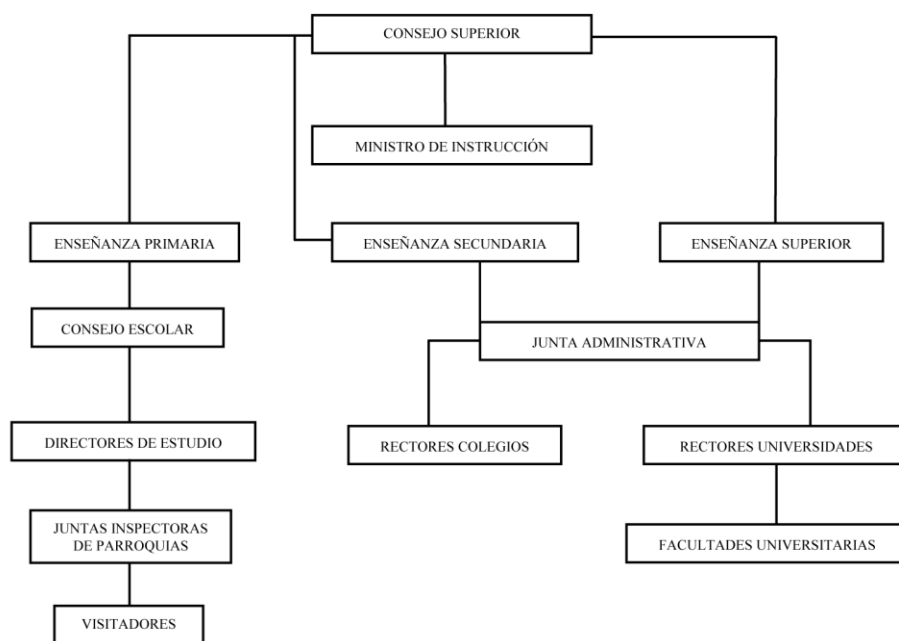 CONSEJO SUPERIOR
MINISTRO DE INSTRUCCIÓN
ENSEÑANZA PRIMARIA
ENSEÑANZA SECUNDARIA
ENSEÑANZA SUPERIOR
CONSEJO ESCOLAR
JUNTA ADMINISTRATIVA
DIRECTORES DE ESTUDIO
RECTORES COLEGIOS
RECTORES UNIVERSIDADES
JUNTAS INSPECTORAS
DE PARROQUIAS
FACULTADES UNIVERSITARIAS
VISITADORES